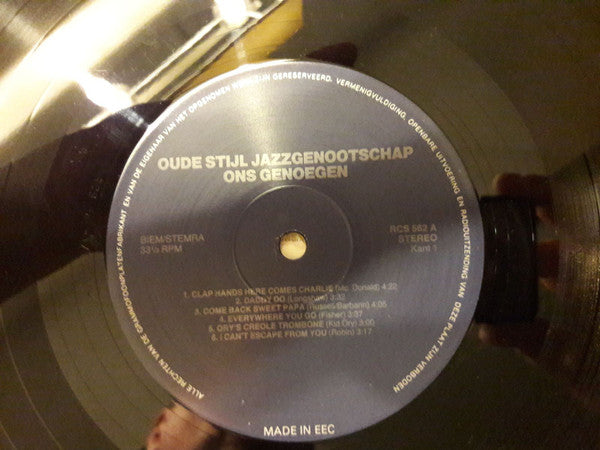 ALLE RECHTEN VAN DE GRAMMOFOONPLATENFABRIKANT EN VAN DE EIGENAAR VAN HET OPGENOMEN WERK ZIJN GERESERVEERD. VERMENIGVULDIGING, OPENBARE UITVOERING EN RADIOUITZENDING VAN DEZE PLAAT ZIJN VERBODEN
OUDE STIJL JAZZGENOOTSCHAP
ONS GENOEGEN
BIEM/STEMRA
33⅓ RPM
RCS 562 A
STEREO
Kant 1
1. CLAP HANDS HERE COMES CHARLIE (Mc. Donald) 4:22
2. DADDY DO (Longshaw) 3:32
3. COME BACK SWEET PAPA (Russel/Barbarin) 4:05
4. EVERYWHERE YOU GO (Fisher) 3:37
5. ORY'S CREOLE TROMBONE (Kid Ory) 3:00
6. I CAN'T ESCAPE FROM YOU (Robin) 3:17
MADE IN EEC